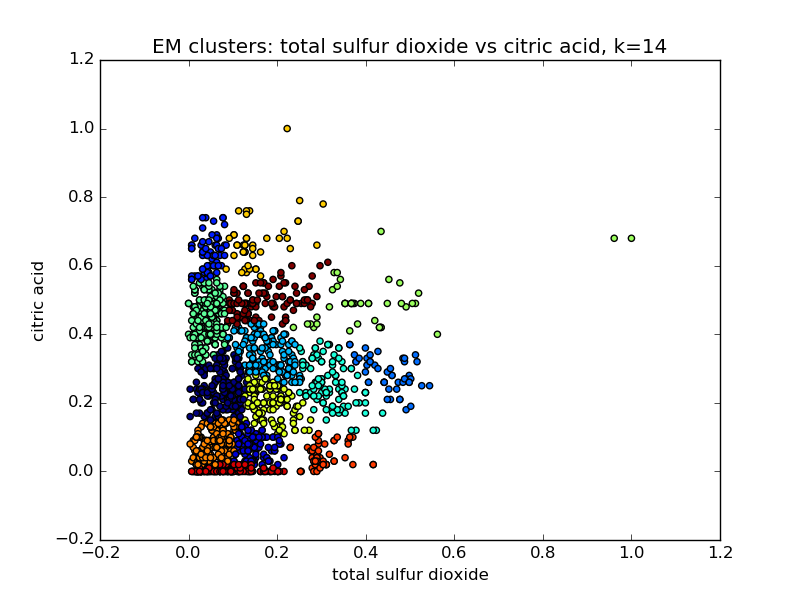 EM clusters: total sulfur dioxide vs citric acid, k=14
1.2
1.0
0.8
0.6
0.4
0.2
0.0
−0.2
citric acid
−0.2 0.0 0.2 0.4 0.6 0.8 1.0 1.2
total sulfur dioxide